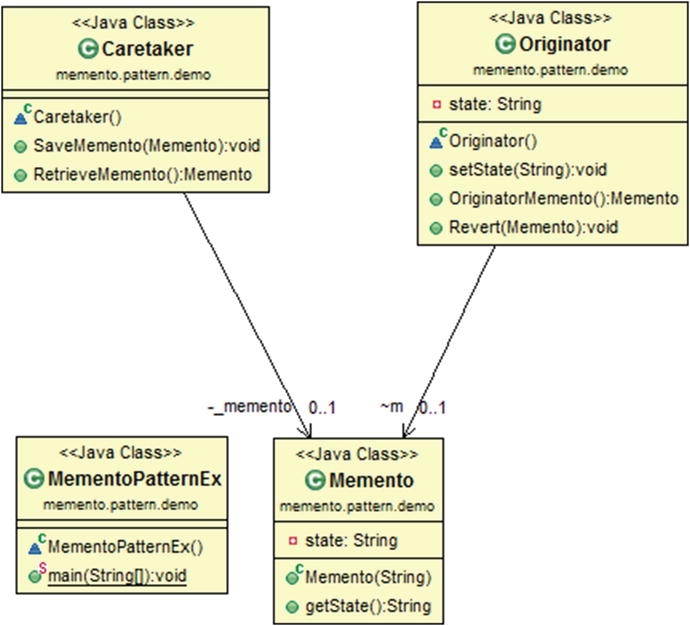 <<Java Class>>
Caretaker
memento.pattern.demo
Caretaker()
SaveMemento(Memento):void
RetrieveMemento():Memento
<<Java Class>>
Originator
memento.pattern.demo
state: String
Originator()
setState(String):void
OriginatorMemento():Memento
Revert(Memento):void
-_memento 0..1
~m 0..1
<<Java Class>>
MementoPatternEx
memento.pattern.demo
MementoPatternEx()
main(String[]):void
<<Java Class>>
Memento
memento.pattern.demo
state: String
Memento(String)
getState():String